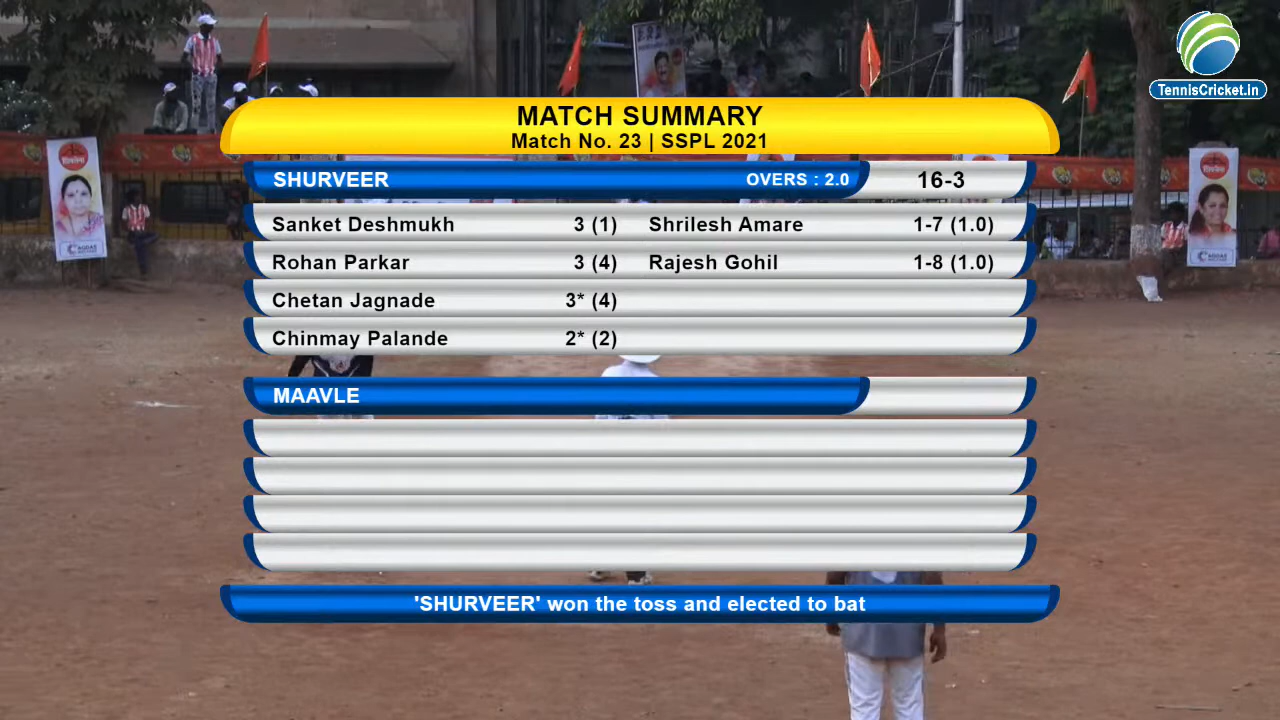 TennisCricket.in
MATCH SUMMARY
Match No. 23 | SSPL 2021
SHURVEER OVERS : 2.0 16-3
Sanket Deshmukh 3 (1) Shrilesh Amare 1-7 (1.0)
Rohan Parkar 3 (4) Rajesh Gohil 1-8 (1.0)
Chetan Jagnade 3* (4)
Chinmay Palande 2* (2)
MAAVLE
'SHURVEER' won the toss and elected to bat